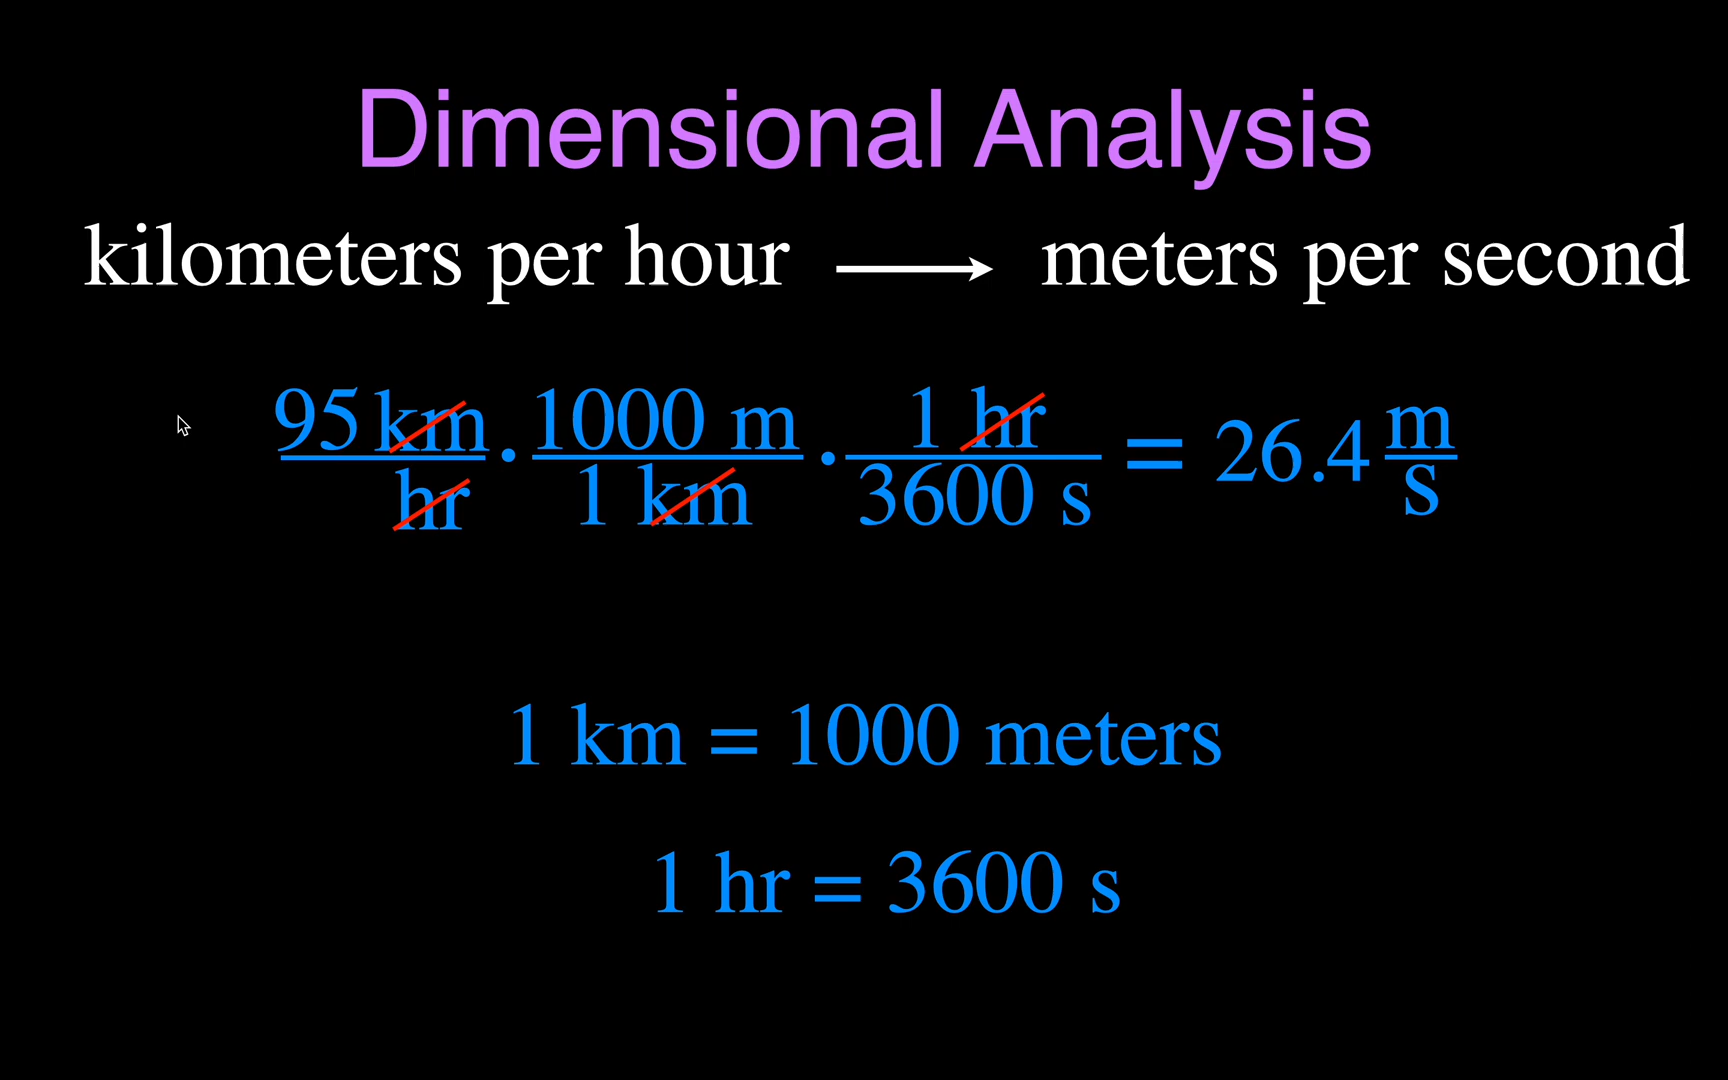 Dimensional Analysis
kilometers per hour → meters per second
95 km / hr · 1000 m / 1 km · 1 hr / 3600 s = 26.4 m / s
1 km = 1000 meters
1 hr = 3600 s